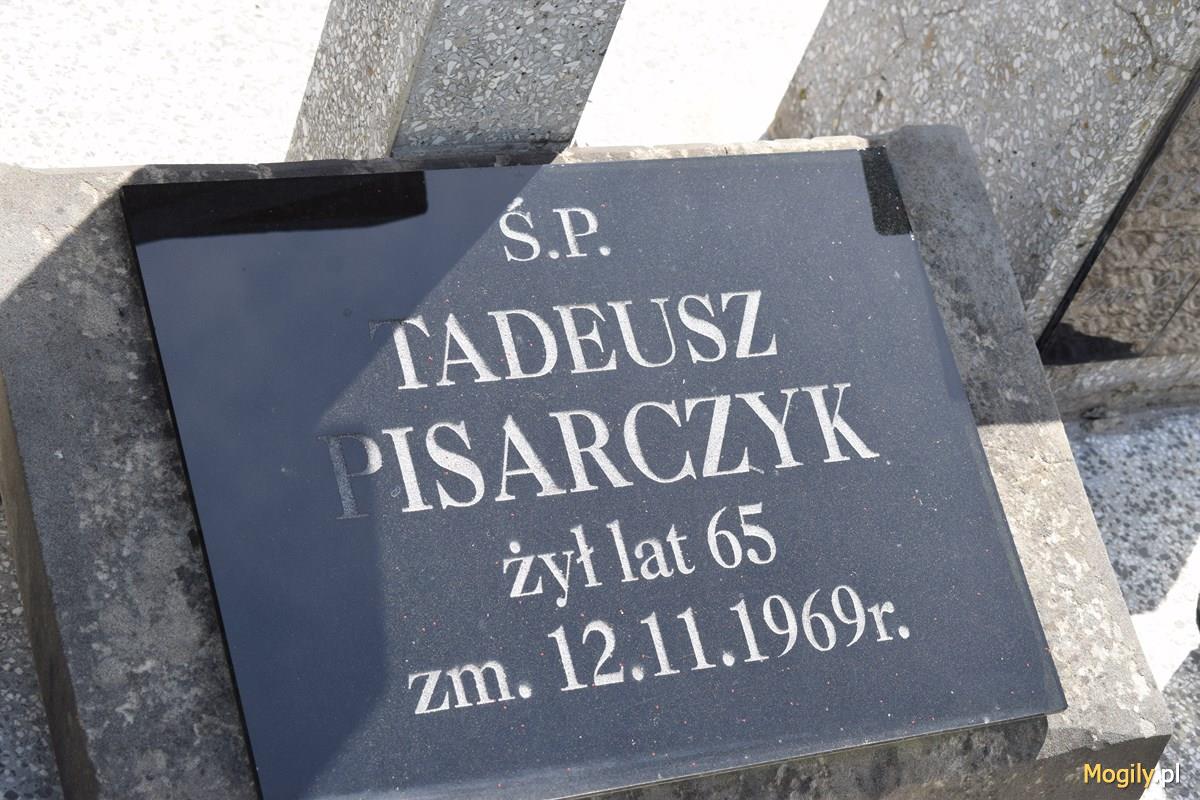 Ś.P.
TADEUSZ
PISARCZYK
żył lat 65
zm. 12.11.1969r.
Mogily.pl